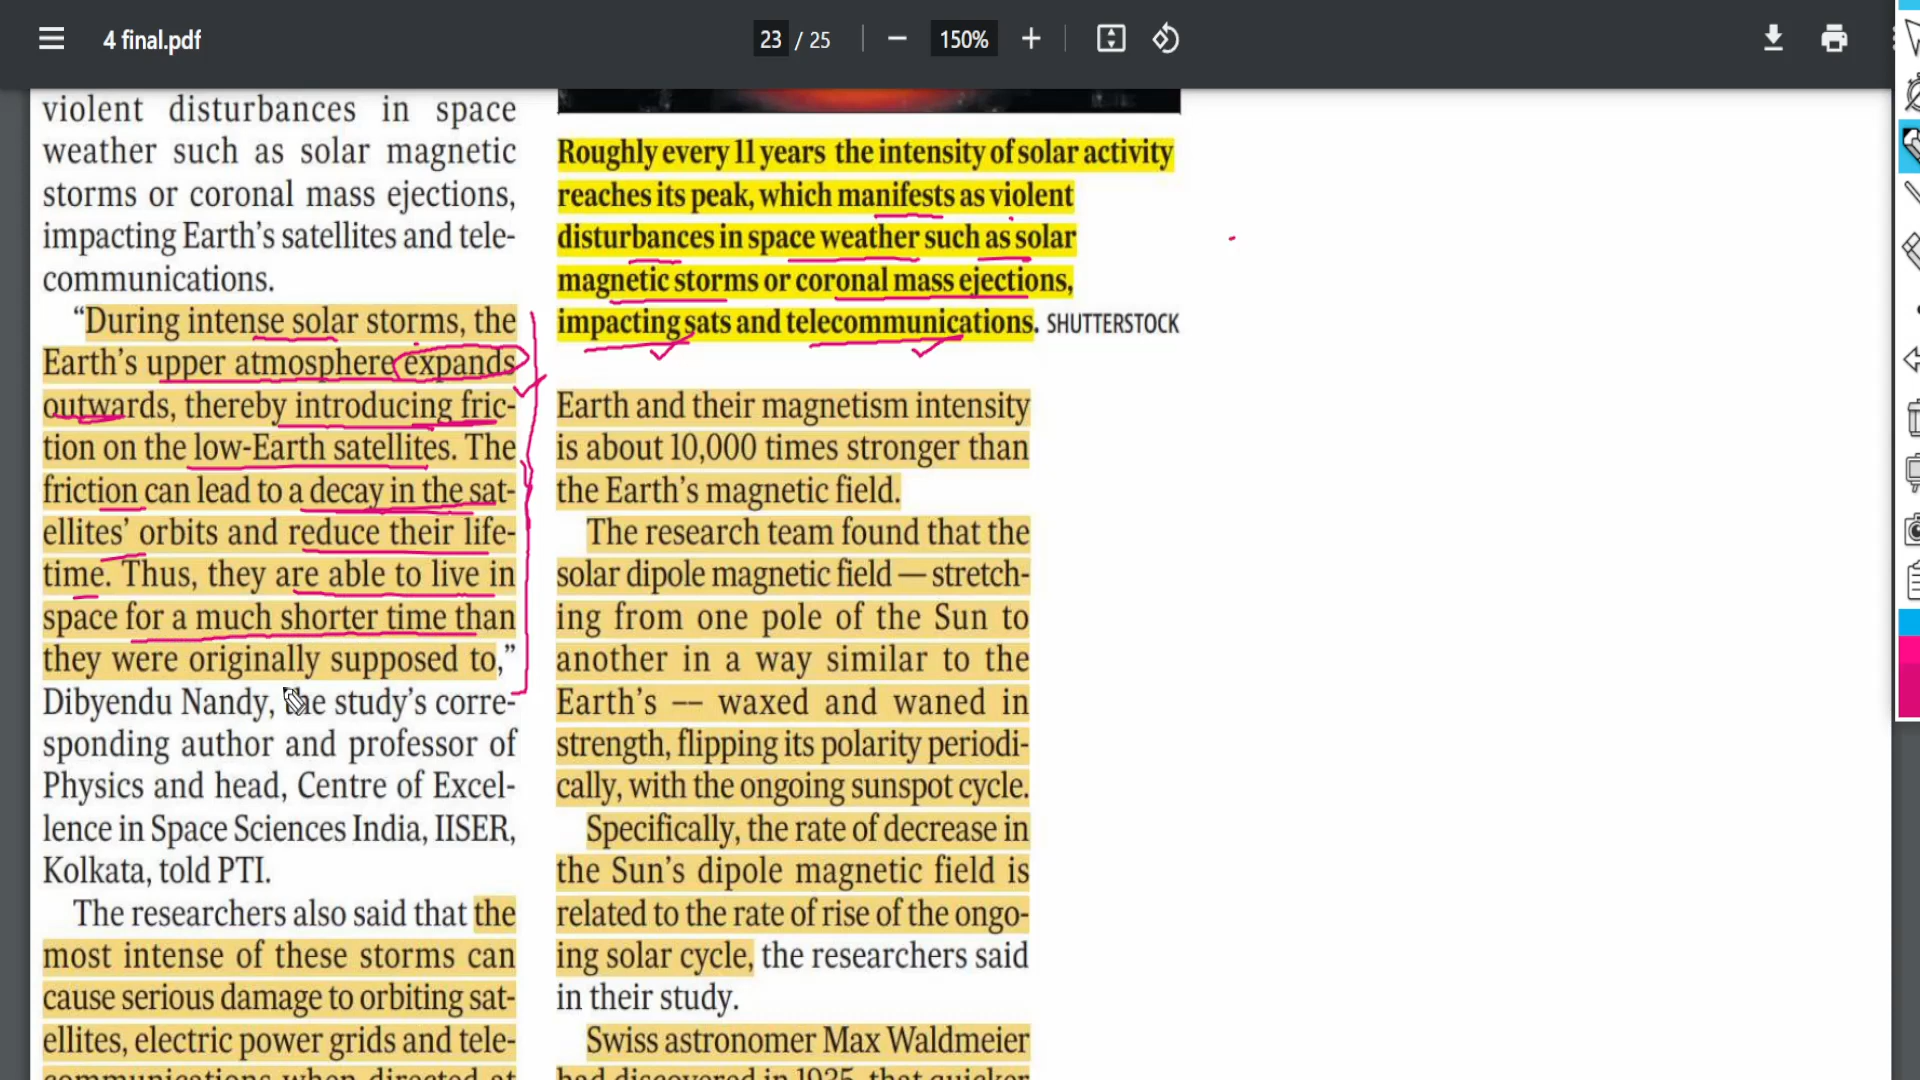 4 final.pdf
23 / 25
150%
violent disturbances in space
weather such as solar magnetic
storms or coronal mass ejections,
impacting Earth's satellites and tele-
communications.
"During intense solar storms, the
Earth's upper atmosphere expands
outwards, thereby introducing fric-
tion on the low-Earth satellites. The
friction can lead to a decay in the sat-
ellites' orbits and reduce their life-
time. Thus, they are able to live in
space for a much shorter time than
they were originally supposed to,"
Dibyendu Nandy, the study's corre-
sponding author and professor of
Physics and head, Centre of Excel-
lence in Space Sciences India, IISER,
Kolkata, told PTI.
The researchers also said that the
most intense of these storms can
cause serious damage to orbiting sat-
ellites, electric power grids and tele-
communications when directed at
Roughly every 11 years the intensity of solar activity
reaches its peak, which manifests as violent
disturbances in space weather such as solar
magnetic storms or coronal mass ejections,
impacting sats and telecommunications. SHUTTERSTOCK
Earth and their magnetism intensity
is about 10,000 times stronger than
the Earth's magnetic field.
The research team found that the
solar dipole magnetic field — stretch-
ing from one pole of the Sun to
another in a way similar to the
Earth's –– waxed and waned in
strength, flipping its polarity periodi-
cally, with the ongoing sunspot cycle.
Specifically, the rate of decrease in
the Sun's dipole magnetic field is
related to the rate of rise of the ongo-
ing solar cycle, the researchers said
in their study.
Swiss astronomer Max Waldmeier
had discovered in 1935, that quicker